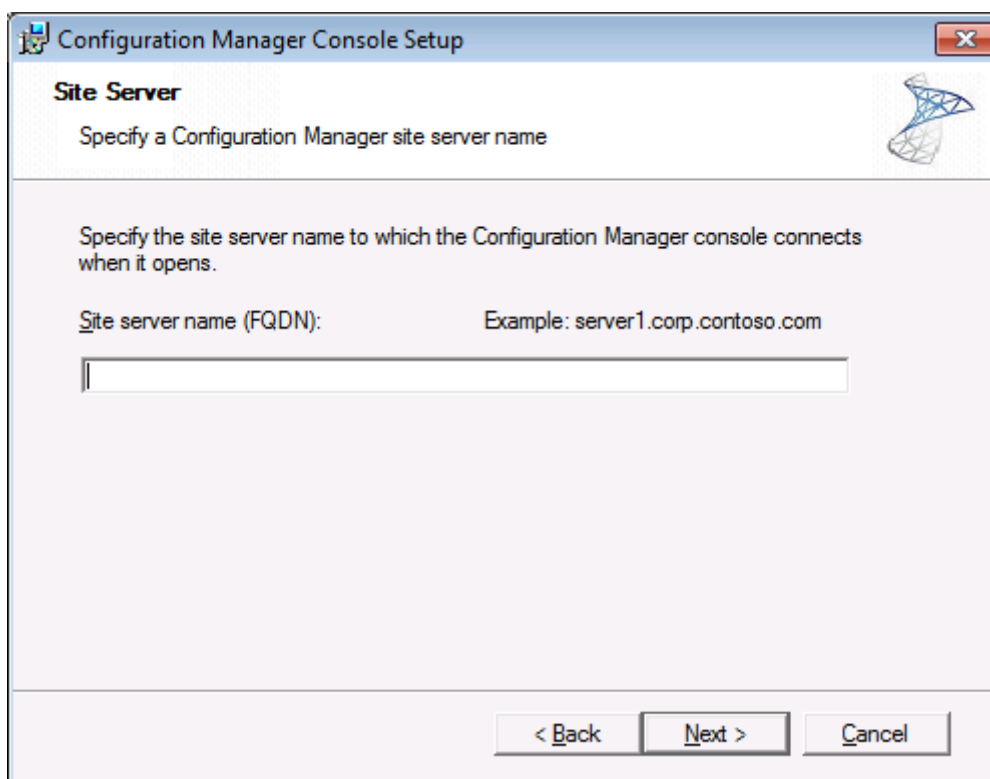 Configuration Manager Console Setup
Site Server
Specify a Configuration Manager site server name
Specify the site server name to which the Configuration Manager console connects
when it opens.
Site server name (FQDN): Example: server1.corp.contoso.com
< Back Next > Cancel